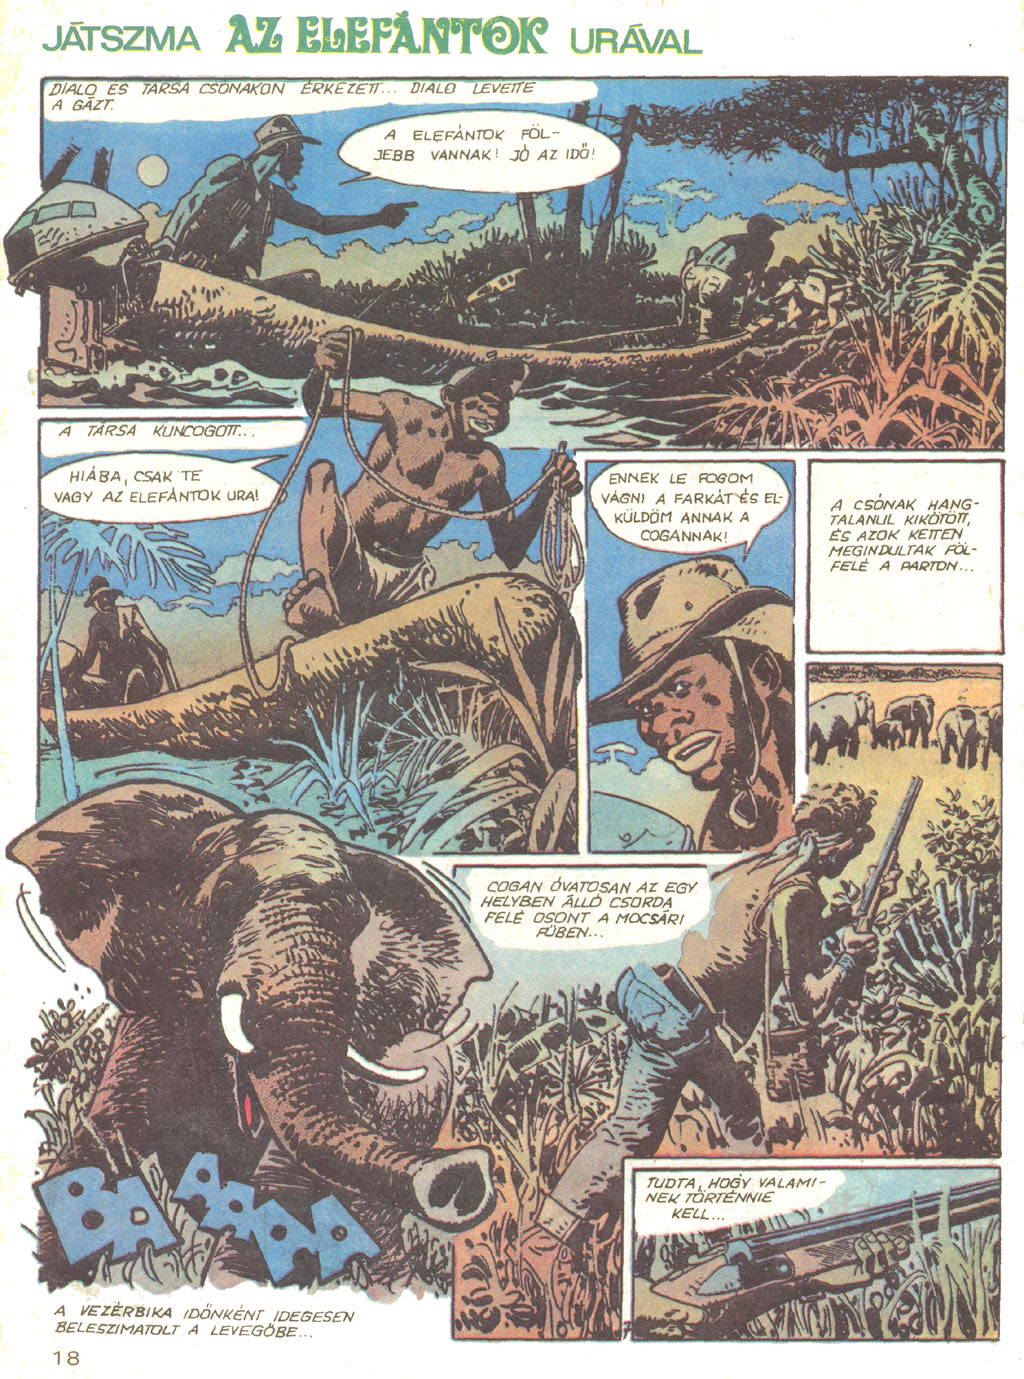 JÁTSZMA AZ ELEFÁNTOK URÁVAL
DIALO ÉS TÁRSA CSÓNAKON ÉRKEZETT... DIALO LEVETTE
A GÁZT.
A ELEFÁNTOK FÖL-
JEBB VANNAK! JÓ AZ IDŐ!
A TÁRSA KUNCOGOTT...
HIÁBA, CSAK TE
VAGY AZ ELEFÁNTOK URA!
ENNEK LE FOGOM
VÁGNI A FARKÁT ÉS EL-
KÜLDÖM ANNAK A
COGANNAK!
A CSÓNAK HANG-
TALANUL KIKÖTÖTT,
ÉS AZOK KETTEN
MEGINDULTAK FÖL-
FELÉ A PARTON...
COGAN ÓVATOSAN AZ EGY
HELYBEN ÁLLÓ CSORDA
FELÉ OSONT A MOCSÁRI
FŰBEN...
BA AAAAA
TUDTA, HOGY VALAMI-
NEK TÖRTÉNNIE
KELL...
A VEZÉRBIKA IDŐNKÉNT IDEGESEN
BELESZIMATOLT A LEVEGŐBE...
18